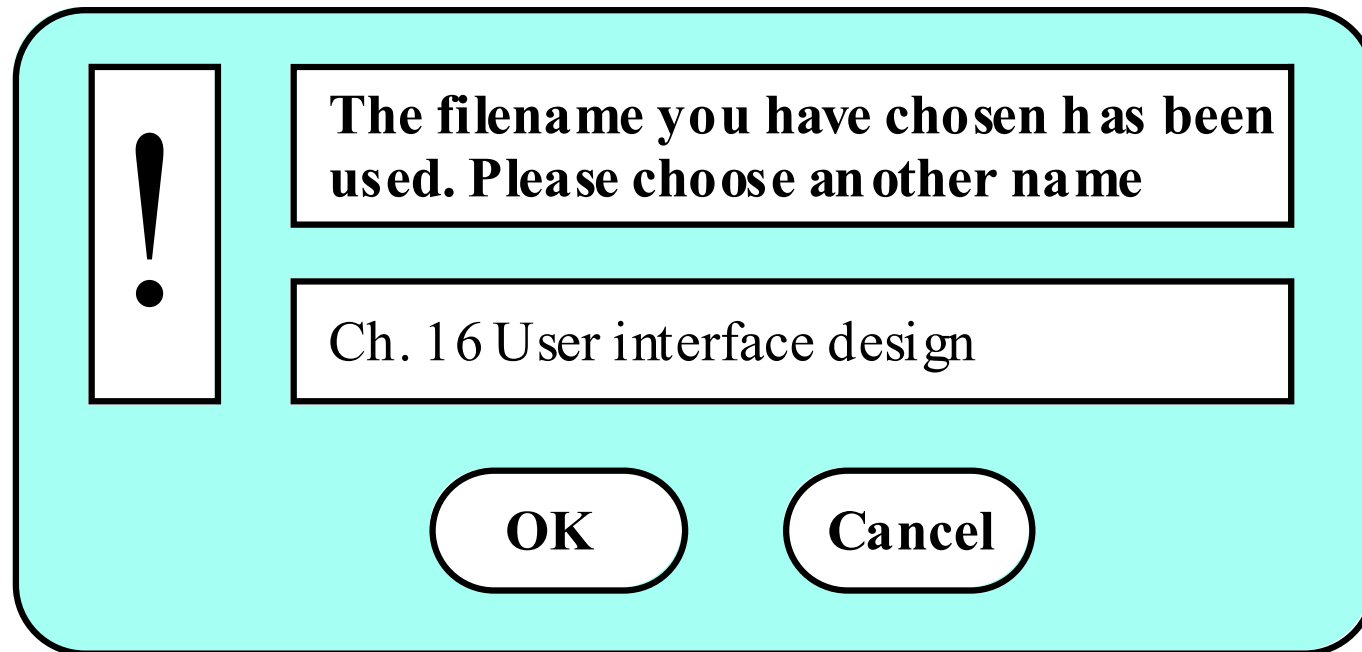 !
The filename you have chosen has been
used. Please choose another name
Ch. 16 User interface design
OK
Cancel